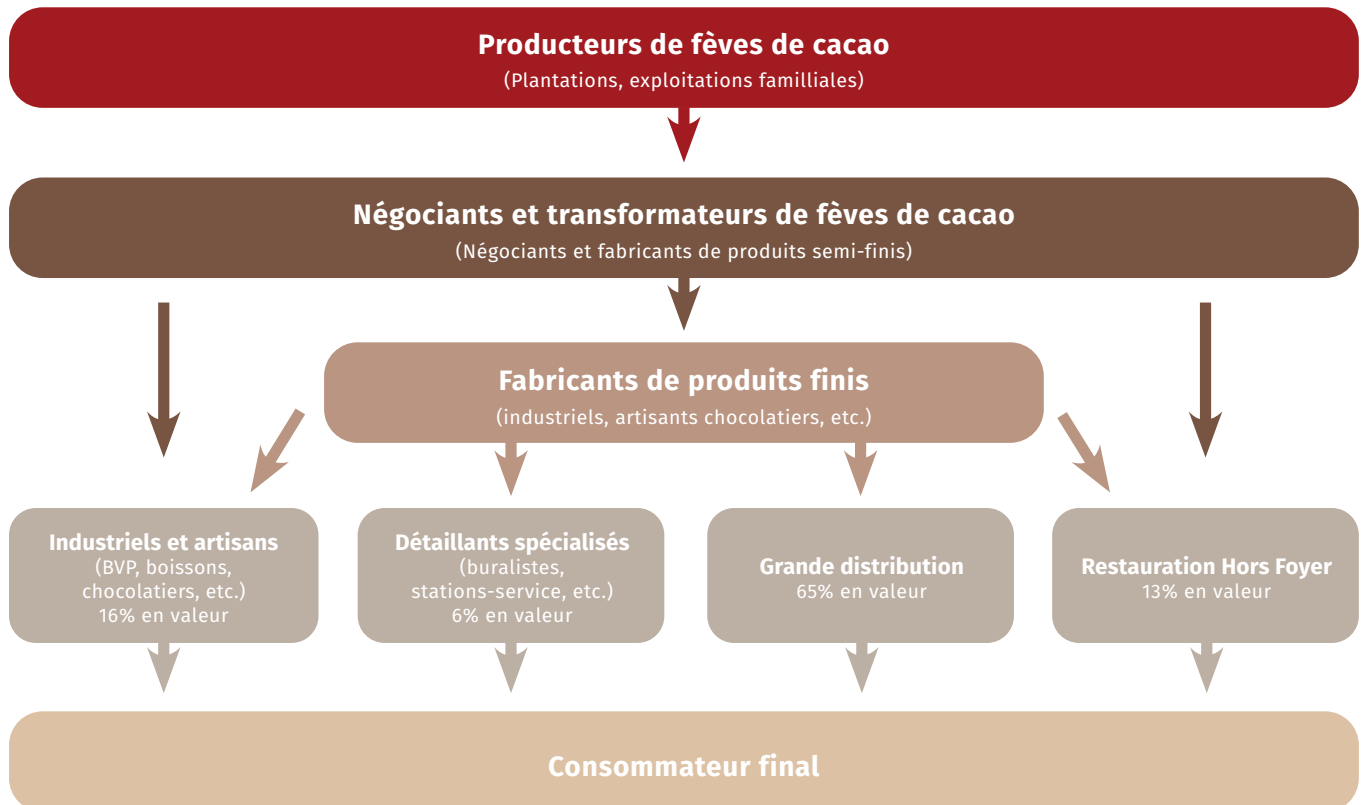 Producteurs de fèves de cacao
(Plantations, exploitations familliales)
Négociants et transformateurs de fèves de cacao
(Négociants et fabricants de produits semi-finis)
Fabricants de produits finis
(industriels, artisants chocolatiers, etc.)
Industriels et artisans
(BVP, boissons,
chocolatiers, etc.)
16% en valeur
Détaillants spécialisés
(buralistes,
stations-service, etc.)
6% en valeur
Grande distribution
65% en valeur
Restauration Hors Foyer
13% en valeur
Consommateur final